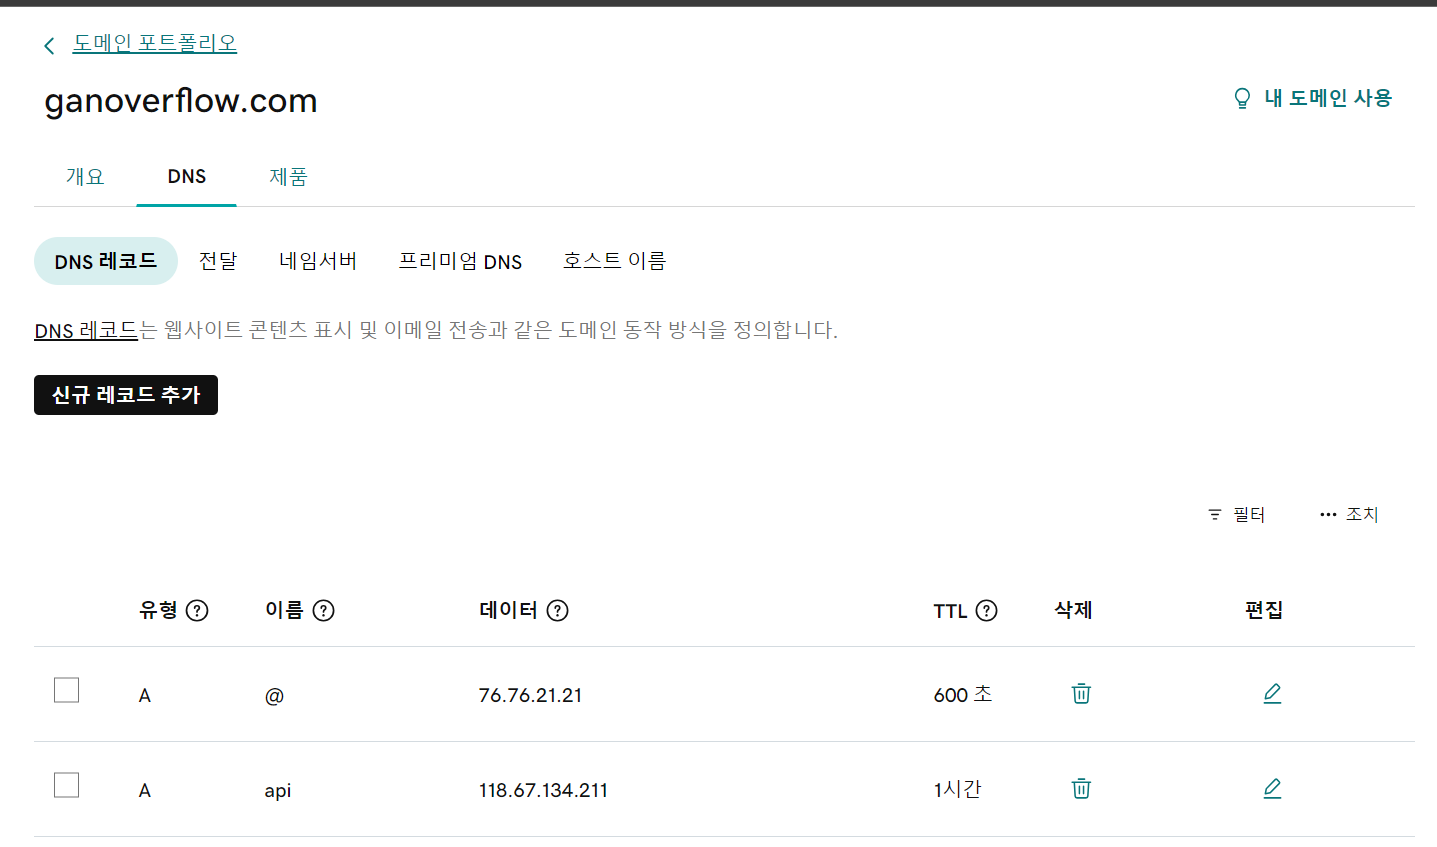 도메인 포트폴리오
ganoverflow.com
내 도메인 사용
개요 DNS 제품
DNS 레코드 전달 네임서버 프리미엄 DNS 호스트 이름
DNS 레코드는 웹사이트 콘텐츠 표시 및 이메일 전송과 같은 도메인 동작 방식을 정의합니다.
신규 레코드 추가
필터 ··· 조치
유형 ? 이름 ? 데이터 ? TTL ? 삭제 편집
A @ 76.76.21.21 600 초
A api 118.67.134.211 1시간